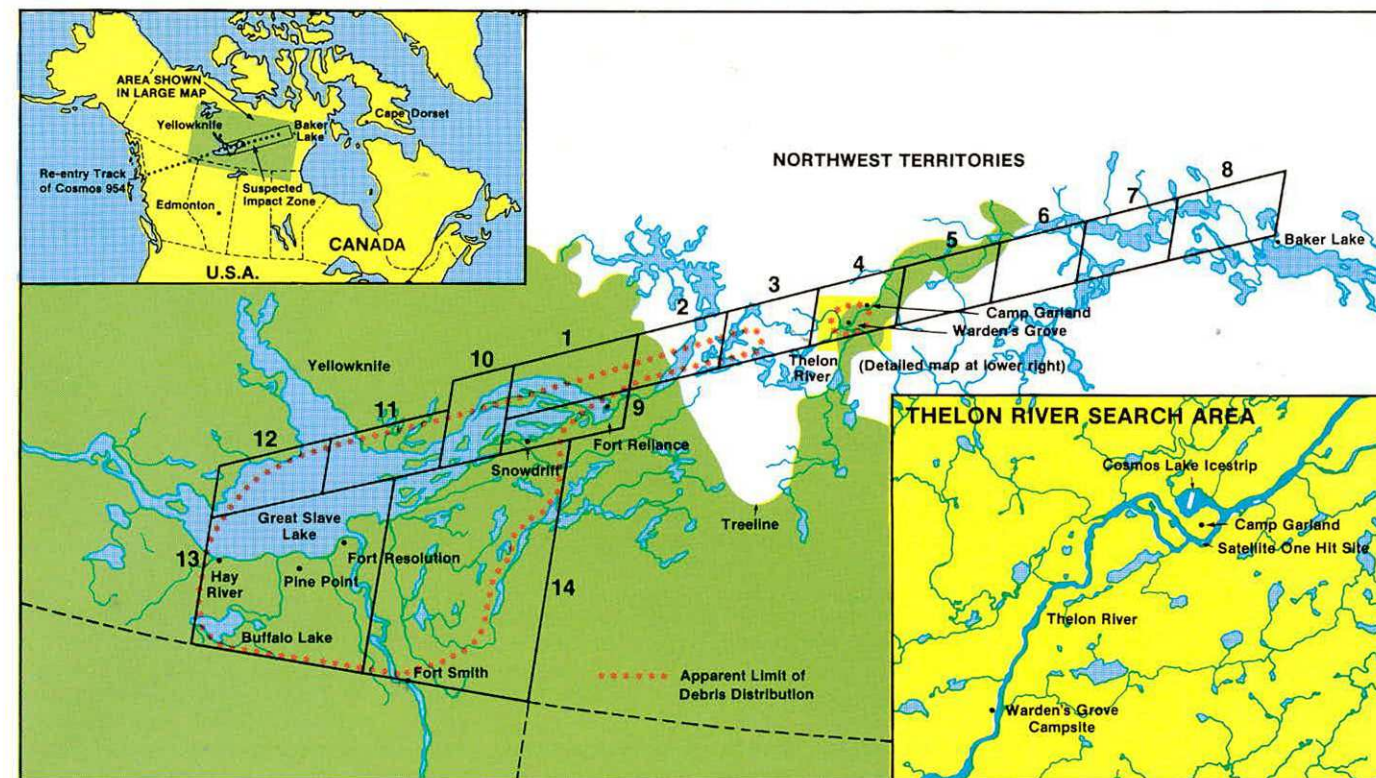 AREA SHOWN
IN LARGE MAP
Yellowknife
Baker
Lake
Cape Dorset
Re-entry Track
of Cosmos 954
Suspected
Impact Zone
Edmonton
CANADA
U.S.A.
NORTHWEST TERRITORIES
8
7
6
5
4
3
2
1
10
11
12
9
13
14
Baker Lake
Camp Garland
Warden's Grove
Thelon
River
(Detailed map at lower right)
Yellowknife
Fort Reliance
Snowdrift
Treeline
Great Slave
Lake
Fort Resolution
Hay
River
Pine Point
Buffalo Lake
Fort Smith
Apparent Limit of
Debris Distribution
THELON RIVER SEARCH AREA
Cosmos Lake Icestrip
Camp Garland
Satellite One Hit Site
Thelon River
Warden's Grove
Campsite